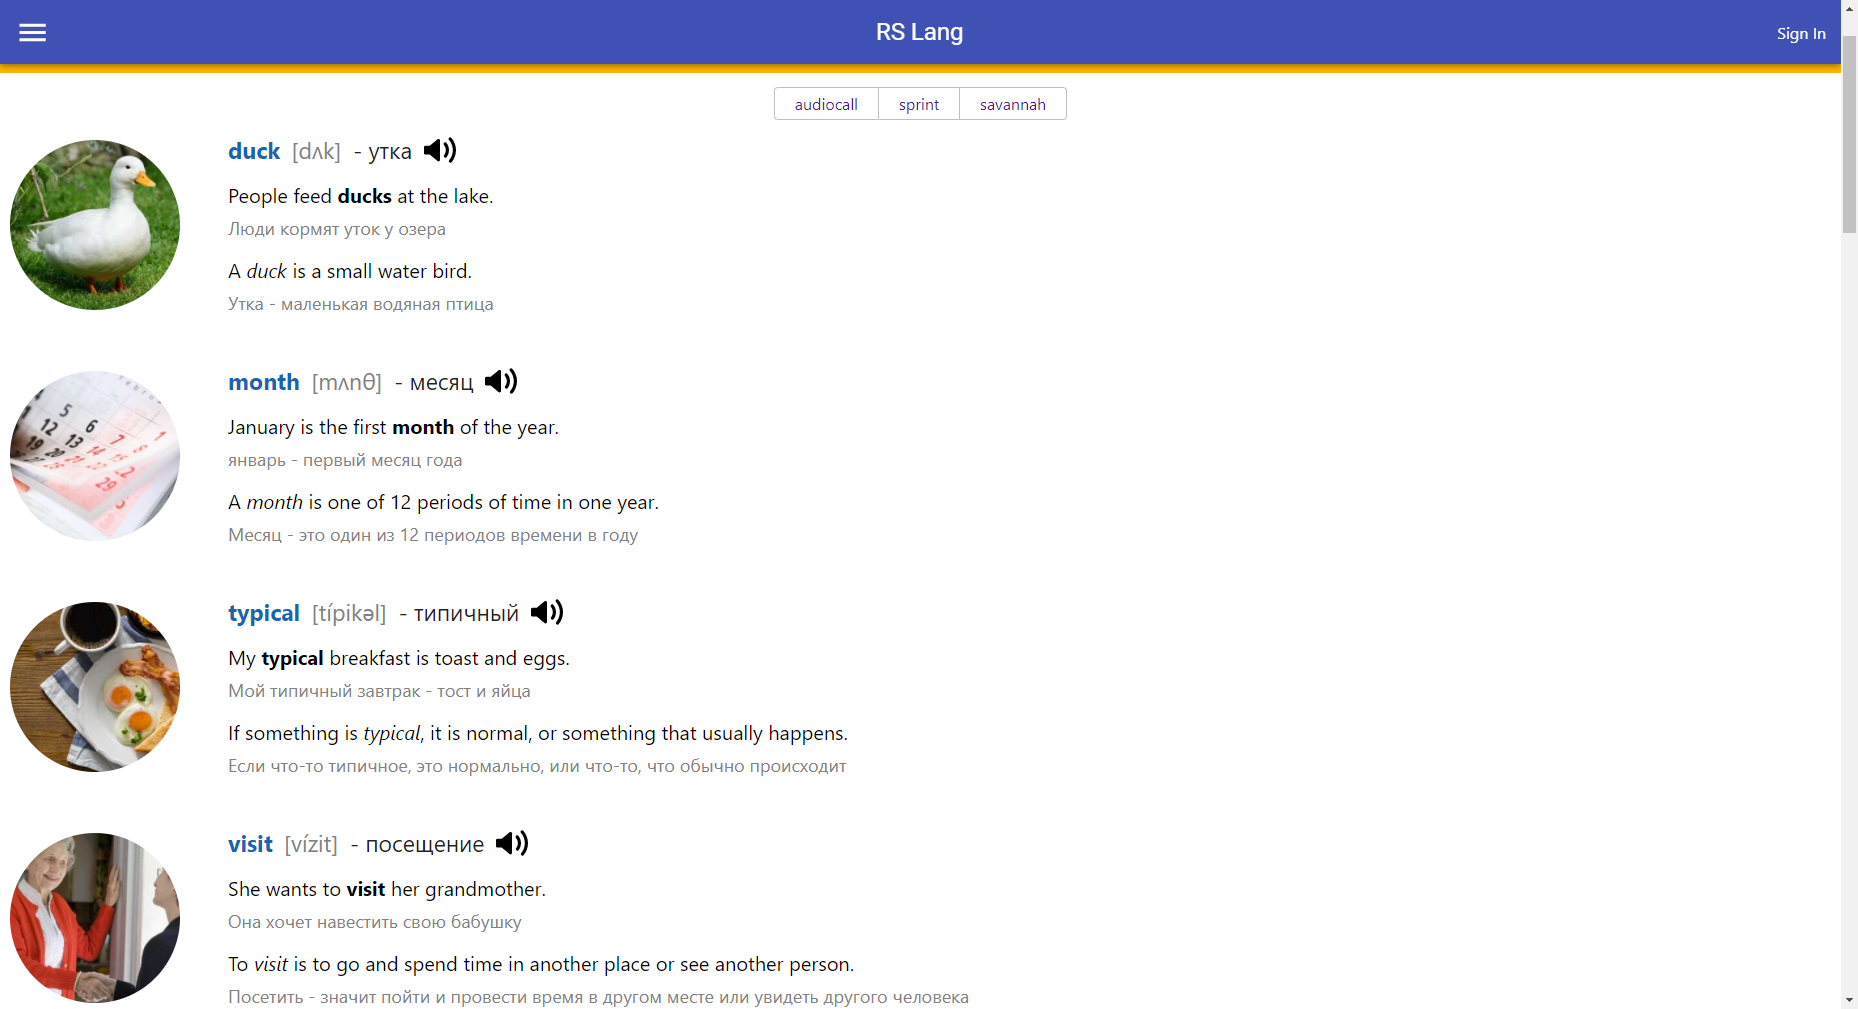 RS Lang
Sign In
audiocall sprint savannah
duck [dʌk] - утка
People feed ducks at the lake.
Люди кормят уток у озера
A duck is a small water bird.
Утка - маленькая водяная птица
month [mʌnθ] - месяц
January is the first month of the year.
январь - первый месяц года
A month is one of 12 periods of time in one year.
Месяц - это один из 12 периодов времени в году
typical [típikəl] - типичный
My typical breakfast is toast and eggs.
Мой типичный завтрак - тост и яйца
If something is typical, it is normal, or something that usually happens.
Если что-то типичное, это нормально, или что-то, что обычно происходит
visit [vízit] - посещение
She wants to visit her grandmother.
Она хочет навестить свою бабушку
To visit is to go and spend time in another place or see another person.
Посетить - значит пойти и провести время в другом месте или увидеть другого человека